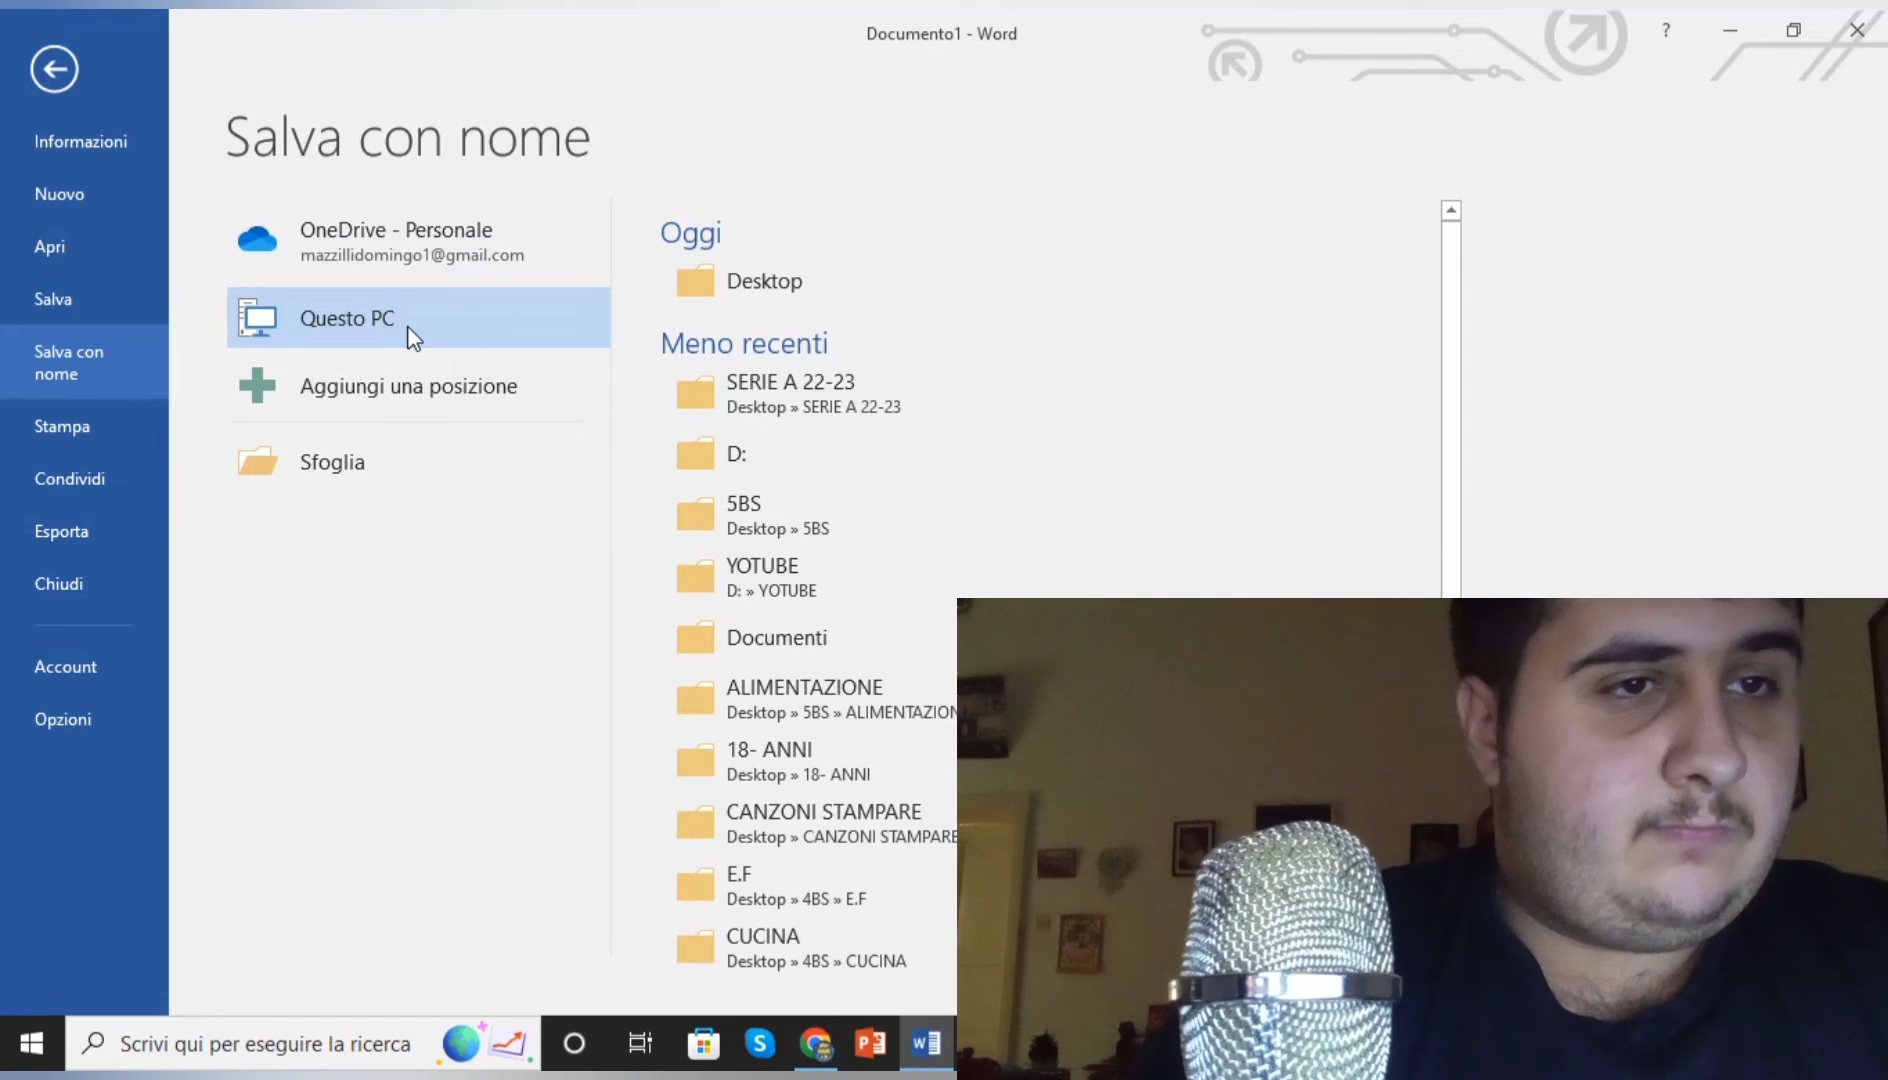 Documento1 - Word
?
Informazioni
Nuovo
Apri
Salva
Salva con
nome
Stampa
Condividi
Esporta
Chiudi
Account
Opzioni
Salva con nome
OneDrive - Personale
mazzillidomingo1@gmail.com
Questo PC
Aggiungi una posizione
Sfoglia
Oggi
Desktop
Meno recenti
SERIE A 22-23
Desktop » SERIE A 22-23
D:
5BS
Desktop » 5BS
YOTUBE
D: » YOTUBE
Documenti
ALIMENTAZIONE
Desktop » 5BS » ALIMENTAZION
18- ANNI
Desktop » 18- ANNI
CANZONI STAMPARE
Desktop » CANZONI STAMPARE
E.F
Desktop » 4BS » E.F
CUCINA
Desktop » 4BS » CUCINA
Scrivi qui per eseguire la ricerca